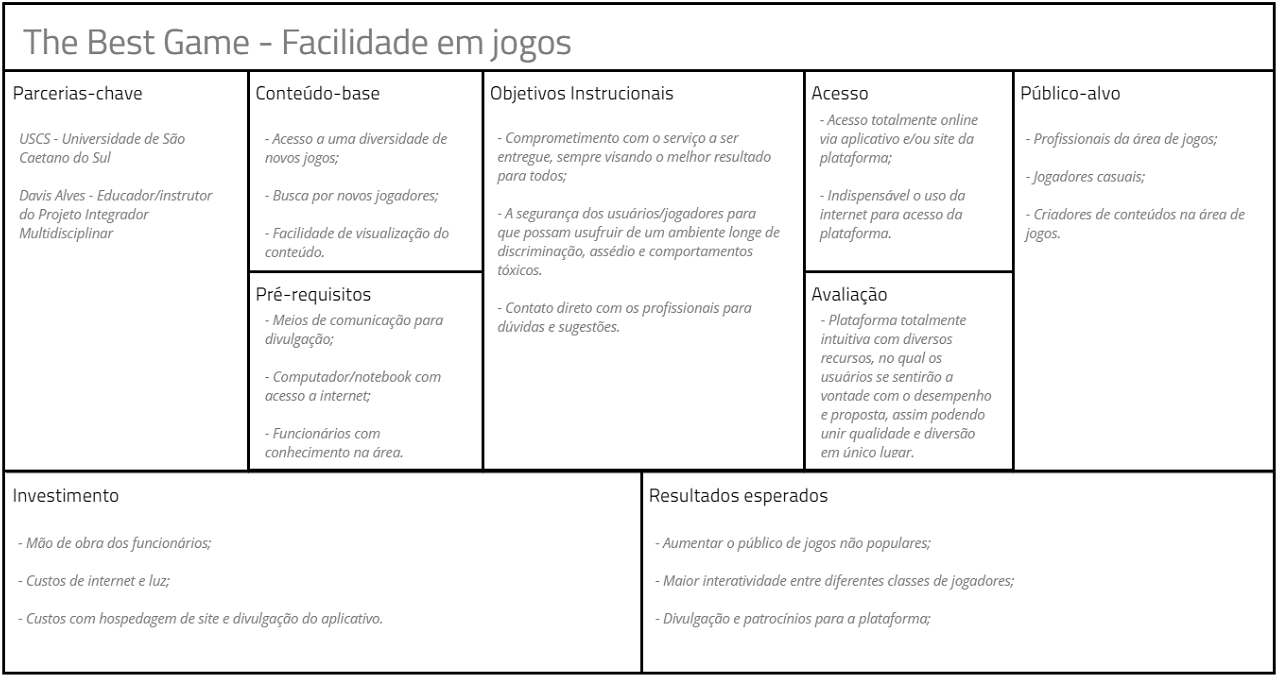 The Best Game - Facilidade em jogos
Parcerias-chave
USCS - Universidade de São
Caetano do Sul
Davis Alves - Educador/instrutor
do Projeto Integrador
Multidisciplinar
Conteúdo-base
- Acesso a uma diversidade de
novos jogos;
- Busca por novos jogadores;
- Facilidade de visualização do
conteúdo.
Pré-requisitos
- Meios de comunicação para
divulgação;
- Computador/notebook com
acesso a internet;
- Funcionários com
conhecimento na área.
Objetivos Instrucionais
- Comprometimento com o serviço a ser
entregue, sempre visando o melhor resultado
para todos;
- A segurança dos usuários/jogadores para
que possam usufruir de um ambiente longe de
discriminação, assédio e comportamentos
tóxicos.
- Contato direto com os profissionais para
dúvidas e sugestões.
Acesso
- Acesso totalmente online
via aplicativo e/ou site da
plataforma;
- Indispensável o uso da
internet para acesso da
plataforma.
Avaliação
- Plataforma totalmente
intuitiva com diversos
recursos, no qual os
usuários se sentirão a
vontade com o desempenho
e proposta, assim podendo
unir qualidade e diversão
em único lugar.
Público-alvo
- Profissionais da área de jogos;
- Jogadores casuais;
- Criadores de conteúdos na área de
jogos.
Investimento
- Mão de obra dos funcionários;
- Custos de internet e luz;
- Custos com hospedagem de site e divulgação do aplicativo.
Resultados esperados
- Aumentar o público de jogos não populares;
- Maior interatividade entre diferentes classes de jogadores;
- Divulgação e patrocínios para a plataforma;